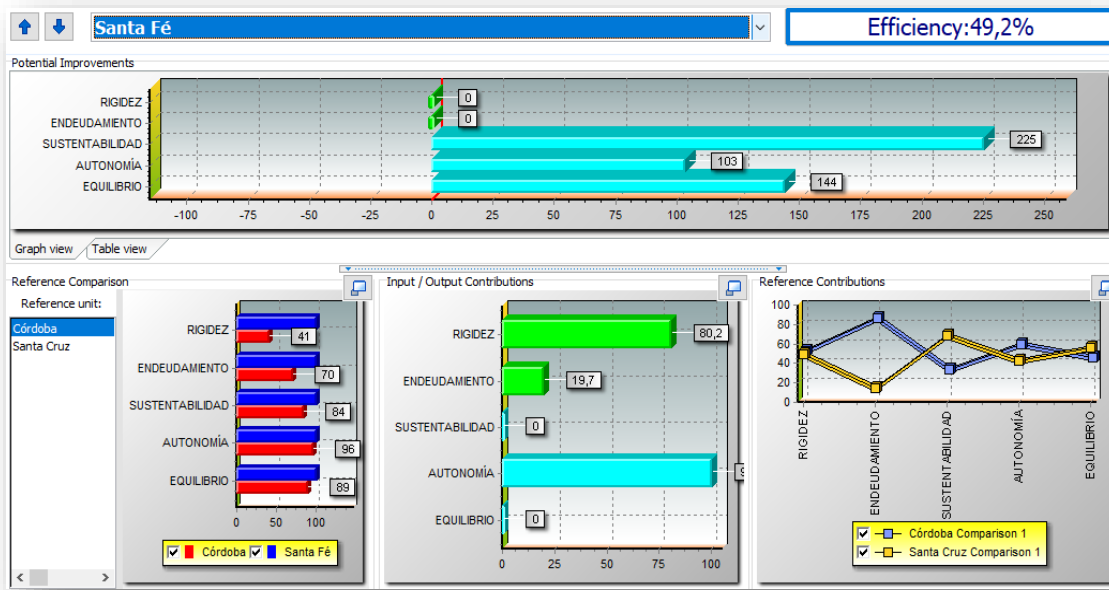 Santa Fé
Efficiency:49,2%
Potential Improvements
RIGIDEZ
ENDEUDAMIENTO
SUSTENTABILIDAD
AUTONOMÍA
EQUILIBRIO
0
0
225
103
144
-100 -75 -50 -25 0 25 50 75 100 125 150 175 200 225 250
Graph view Table view
Reference Comparison
Reference unit:
Córdoba
Santa Cruz
RIGIDEZ
ENDEUDAMIENTO
SUSTENTABILIDAD
AUTONOMÍA
EQUILIBRIO
41
70
84
96
89
0 50 100
Córdoba Santa Fé
Input / Output Contributions
RIGIDEZ
ENDEUDAMIENTO
SUSTENTABILIDAD
AUTONOMÍA
EQUILIBRIO
80,2
19,7
0
0
0 25 50 75 100
Reference Contributions
100
80
60
40
20
0
RIGIDEZ
ENDEUDAMIENTO
SUSTENTABILIDAD
AUTONOMÍA
EQUILIBRIO
Córdoba Comparison 1
Santa Cruz Comparison 1